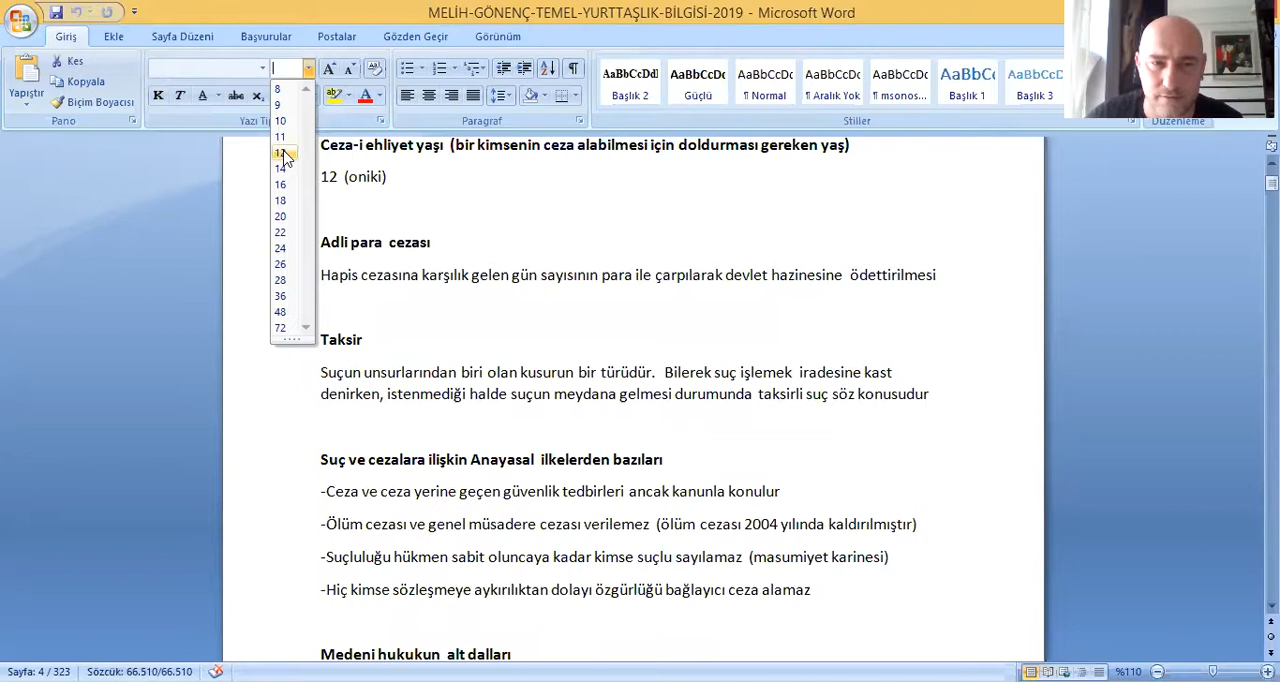 MELİH-GÖNENÇ-TEMEL-YURTTAŞLIK-BİLGİSİ-2019 - Microsoft Word
Giriş Ekle Sayfa Düzeni Başvurular Postalar Gözden Geçir Görünüm
Yapıştır
Kes
Kopyala
Biçim Boyacısı
Pano
K T A abc x,
ab A
Paragraf
AaBbCcDdl AaBbCcDc AaBbCcDc AaBbCcDc AaBbCcDc AaBbCc AaBbCcDd
Başlık 2 Güçlü ¶ Normal ¶ Aralık Yok ¶ msonos... Başlık 1 Başlık 3
Stiller
Düzenleme
8
9
10
11
12
14
16
18
20
22
24
26
28
36
48
72
Ceza-i ehliyet yaşı (bir kimsenin ceza alabilmesi için doldurması gereken yaş)
12 (oniki)
Adli para cezası
Hapis cezasına karşılık gelen gün sayısının para ile çarpılarak devlet hazinesine ödettirilmesi
Taksir
Suçun unsurlarından biri olan kusurun bir türüdür. Bilerek suç işlemek iradesine kast
denirken, istenmediği halde suçun meydana gelmesi durumunda taksirli suç söz konusudur
Suç ve cezalara ilişkin Anayasal ilkelerden bazıları
-Ceza ve ceza yerine geçen güvenlik tedbirleri ancak kanunla konulur
-Ölüm cezası ve genel müsadere cezası verilemez (ölüm cezası 2004 yılında kaldırılmıştır)
-Suçluluğu hükmen sabit oluncaya kadar kimse suçlu sayılamaz (masumiyet karinesi)
-Hiç kimse sözleşmeye aykırılıktan dolayı özgürlüğü bağlayıcı ceza alamaz
Medeni hukukun alt dalları
Sayfa: 4 / 323 Sözcük: 66.510/66.510 %110